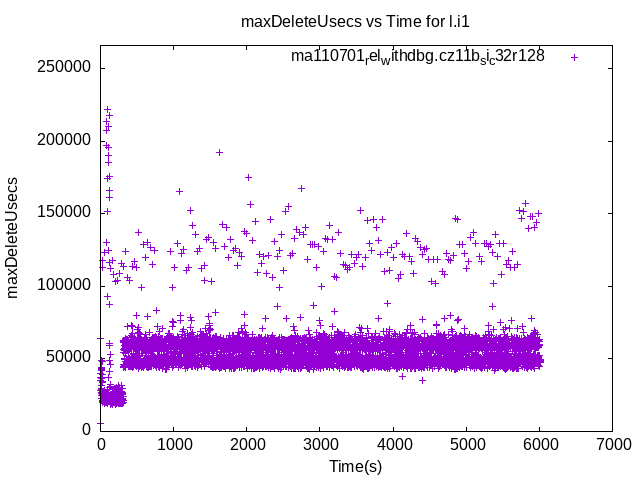 maxDeleteUsecs vs Time for l.i1
ma110701_rel_withdbg.cz11b_sl_c32r128
250000
200000
150000
100000
50000
0
maxDeleteUsecs
0 1000 2000 3000 4000 5000 6000 7000
Time(s)